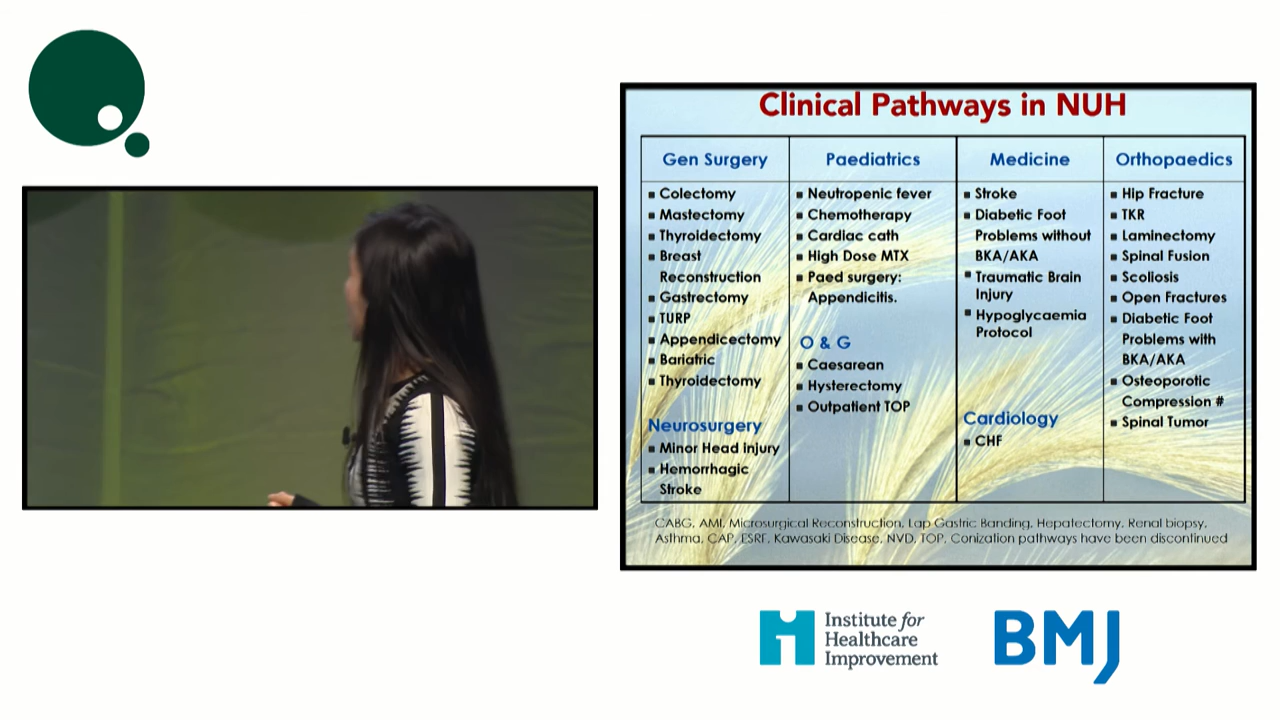 Clinical Pathways in NUH
Gen Surgery
Colectomy
Mastectomy
Thyroidectomy
Breast
Reconstruction
Gastrectomy
TURP
Appendicectomy
Bariatric
Thyroidectomy
Neurosurgery
Minor Head injury
Hemorrhagic
Stroke
Paediatrics
Neutropenic fever
Chemotherapy
Cardiac cath
High Dose MTX
Paed surgery:
Appendicitis.
O & G
Caesarean
Hysterectomy
Outpatient TOP
Medicine
Stroke
Diabetic Foot
Problems without
BKA/AKA
Traumatic Brain
Injury
Hypoglycaemia
Protocol
Cardiology
CHF
Orthopaedics
Hip Fracture
TKR
Laminectomy
Spinal Fusion
Scoliosis
Open Fractures
Diabetic Foot
Problems with
BKA/AKA
Osteoporotic
Compression #
Spinal Tumor
CABG, AMI, Microsurgical Reconstruction, Lap Gastric Banding, Hepatectomy, Renal biopsy,
Asthma, CAP, ESRF, Kawasaki Disease, NVD, TOP, Conization pathways have been discontinued
Institute for
Healthcare
Improvement
BMJ